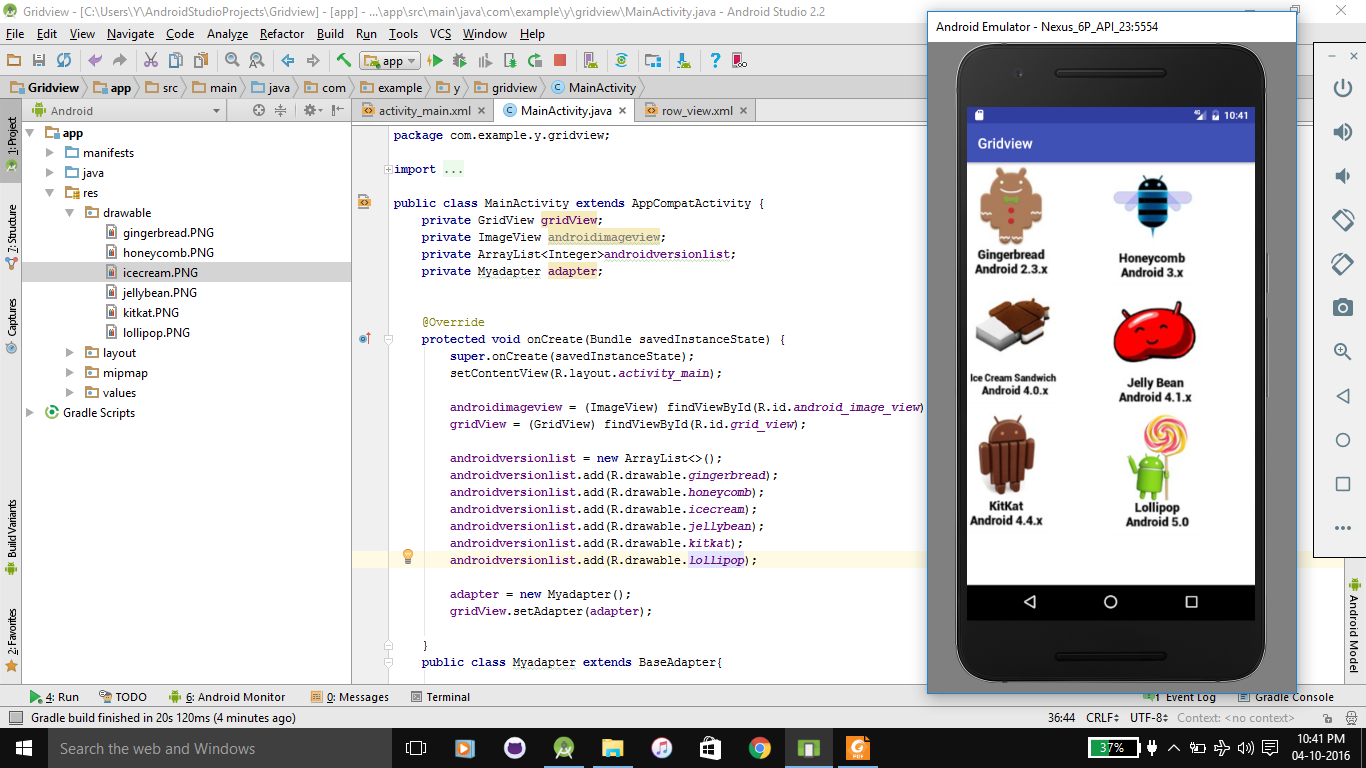 Gridview - [C:\Users\Y\AndroidStudioProjects\Gridview] - [app] - ...\app\src\main\java\com\example\y\gridview\MainActivity.java - Android Studio 2.2
File Edit View Navigate Code Analyze Refactor Build Run Tools VCS Window Help
app
Gridview app src main java com example y gridview MainActivity
Android
activity_main.xml MainActivity.java row_view.xml
1: Project
7: Structure
Captures
Build Variants
2: Favorites
app
manifests
java
res
drawable
gingerbread.PNG
honeycomb.PNG
icecream.PNG
jellybean.PNG
kitkat.PNG
lollipop.PNG
layout
mipmap
values
Gradle Scripts
package com.example.y.gridview;
import ...
public class MainActivity extends AppCompatActivity {
private GridView gridView;
private ImageView androidimageview;
private ArrayList<Integer>androidversionlist;
private Myadapter adapter;
@Override
protected void onCreate(Bundle savedInstanceState) {
super.onCreate(savedInstanceState);
setContentView(R.layout.activity_main);
androidimageview = (ImageView) findViewById(R.id.android_image_view)
gridView = (GridView) findViewById(R.id.grid_view);
androidversionlist = new ArrayList<>();
androidversionlist.add(R.drawable.gingerbread);
androidversionlist.add(R.drawable.honeycomb);
androidversionlist.add(R.drawable.icecream);
androidversionlist.add(R.drawable.jellybean);
androidversionlist.add(R.drawable.kitkat);
androidversionlist.add(R.drawable.lollipop);
adapter = new Myadapter();
gridView.setAdapter(adapter);
}
public class Myadapter extends BaseAdapter{
Android Emulator - Nexus_6P_API_23:5554
10:41
Gridview
Gingerbread
Android 2.3.x
Honeycomb
Android 3.x
Ice Cream Sandwich
Android 4.0.x
Jelly Bean
Android 4.1.x
KitKat
Android 4.4.x
Lollipop
Android 5.0
Android Model
4: Run TODO 6: Android Monitor 0: Messages Terminal 1 Event Log Gradle Console
Gradle build finished in 20s 120ms (4 minutes ago) 36:44 CRLF UTF-8 Context: <no context>
Search the web and Windows
PDF
37%
10:41 PM
04-10-2016